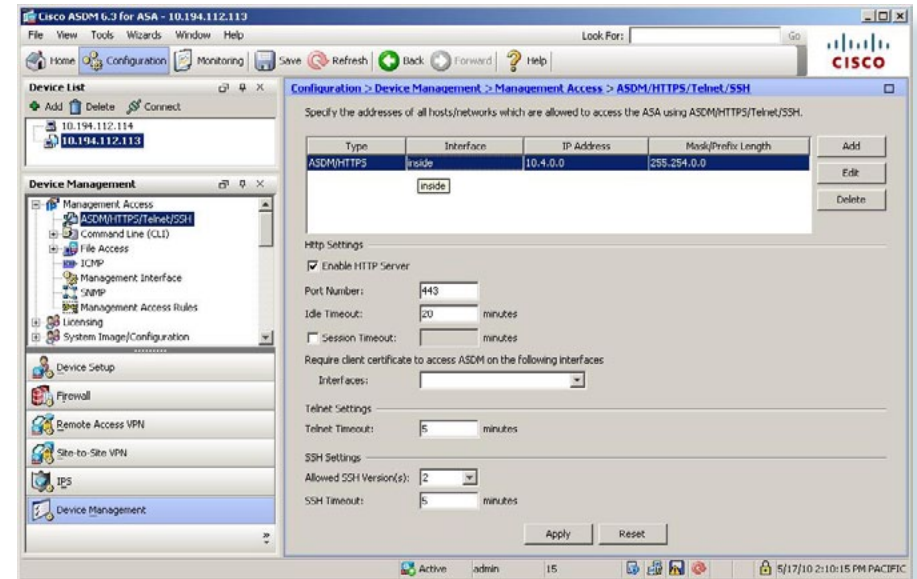 Cisco ASDM 6.3 for ASA - 10.194.112.113
File View Tools Wizards Window Help
Look For: Go
Home Configuration Monitoring Save Refresh Back Forward Help
CISCO
Device List
Add Delete Connect
10.194.112.114
10.194.112.113
Device Management
Management Access
ASDM/HTTPS/Telnet/SSH
Command Line (CLI)
File Access
ICMP
Management Interface
SNMP
Management Access Rules
Licensing
System Image/Configuration
Device Setup
Firewall
Remote Access VPN
Site-to-Site VPN
IPS
Device Management
Configuration > Device Management > Management Access > ASDM/HTTPS/Telnet/SSH
Specify the addresses of all hosts/networks which are allowed to access the ASA using ASDM/HTTPS/Telnet/SSH.
Type Interface IP Address Mask/Prefix Length
ASDM/HTTPS inside 10.4.0.0 255.254.0.0
inside
Add
Edit
Delete
Http Settings
Enable HTTP Server
Port Number: 443
Idle Timeout: 20 minutes
Session Timeout: minutes
Require client certificate to access ASDM on the following interfaces
Interfaces:
Telnet Settings
Telnet Timeout: 5 minutes
SSH Settings
Allowed SSH Version(s): 2
SSH Timeout: 5 minutes
Apply Reset
Active admin 15 5/17/10 2:10:15 PM PACIFIC